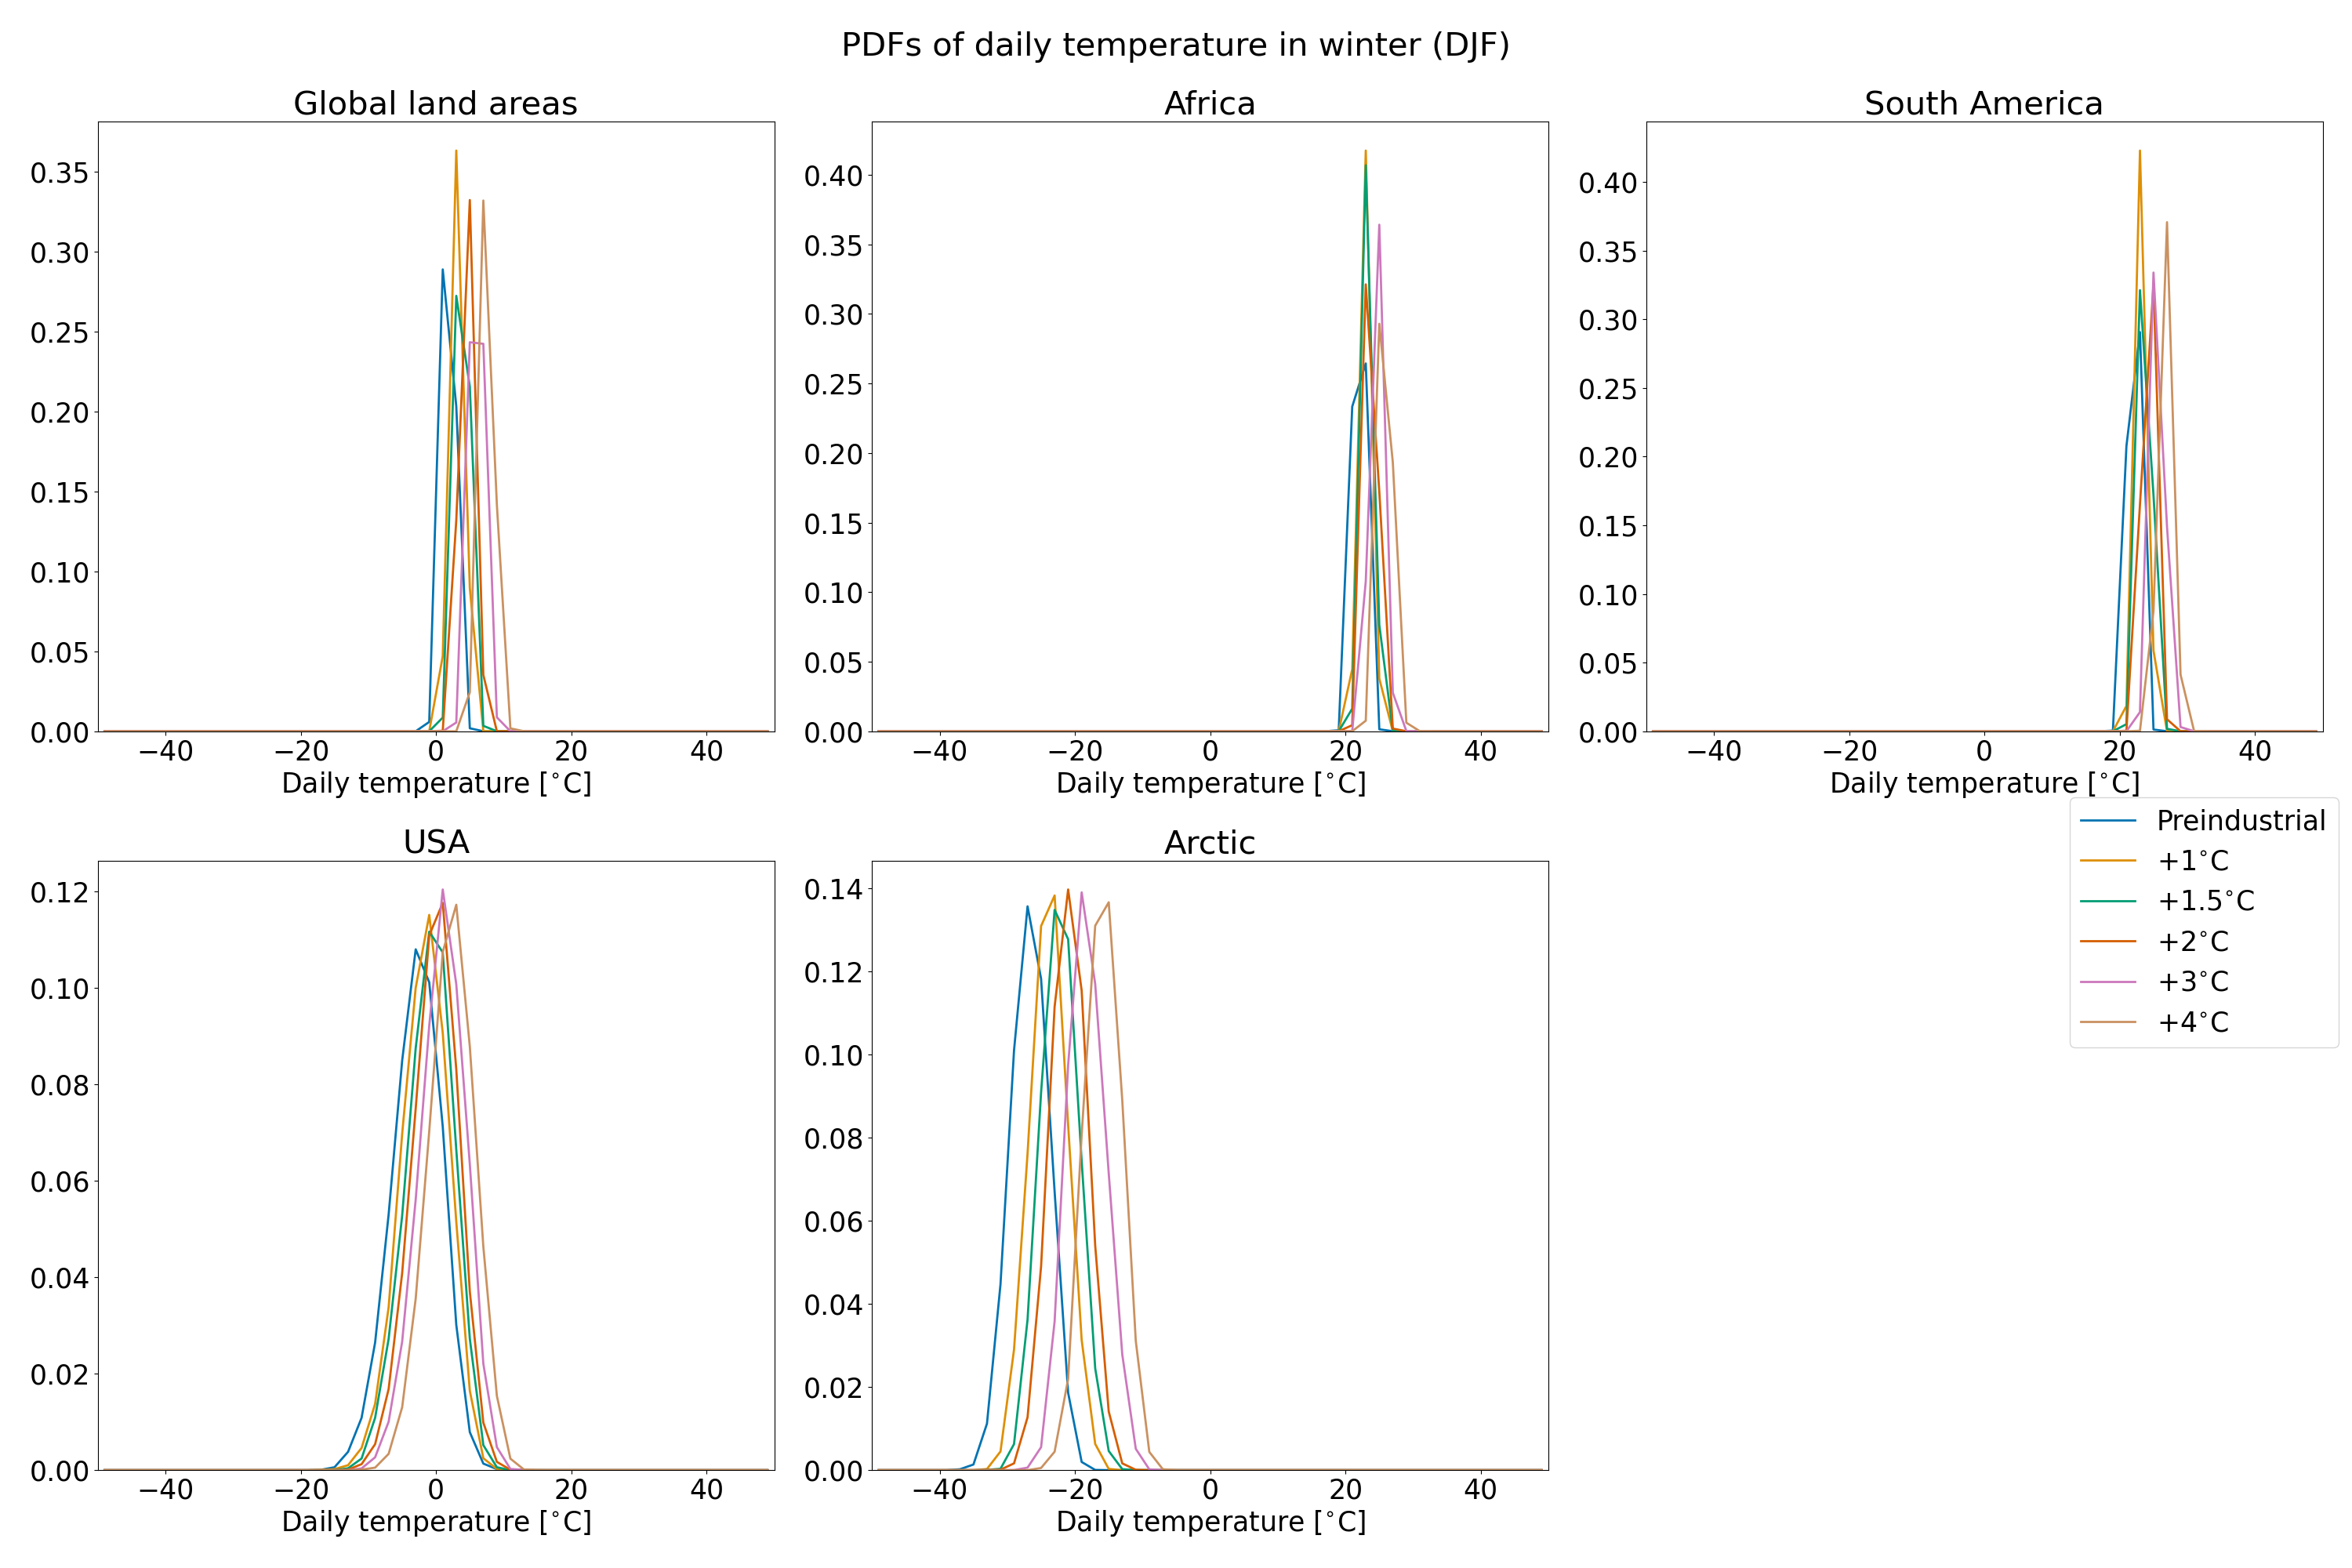 PDFs of daily temperature in winter (DJF)
Global land areas
0.35
0.30
0.25
0.20
0.15
0.10
0.05
0.00
−40 −20 0 20 40
Daily temperature [°C]
Africa
0.40
0.35
0.30
0.25
0.20
0.15
0.10
0.05
0.00
−40 −20 0 20 40
Daily temperature [°C]
South America
0.40
0.35
0.30
0.25
0.20
0.15
0.10
0.05
0.00
−40 −20 0 20 40
Daily temperature [°C]
USA
0.12
0.10
0.08
0.06
0.04
0.02
0.00
−40 −20 0 20 40
Daily temperature [°C]
Arctic
0.14
0.12
0.10
0.08
0.06
0.04
0.02
0.00
−40 −20 0 20 40
Daily temperature [°C]
Preindustrial
+1°C
+1.5°C
+2°C
+3°C
+4°C